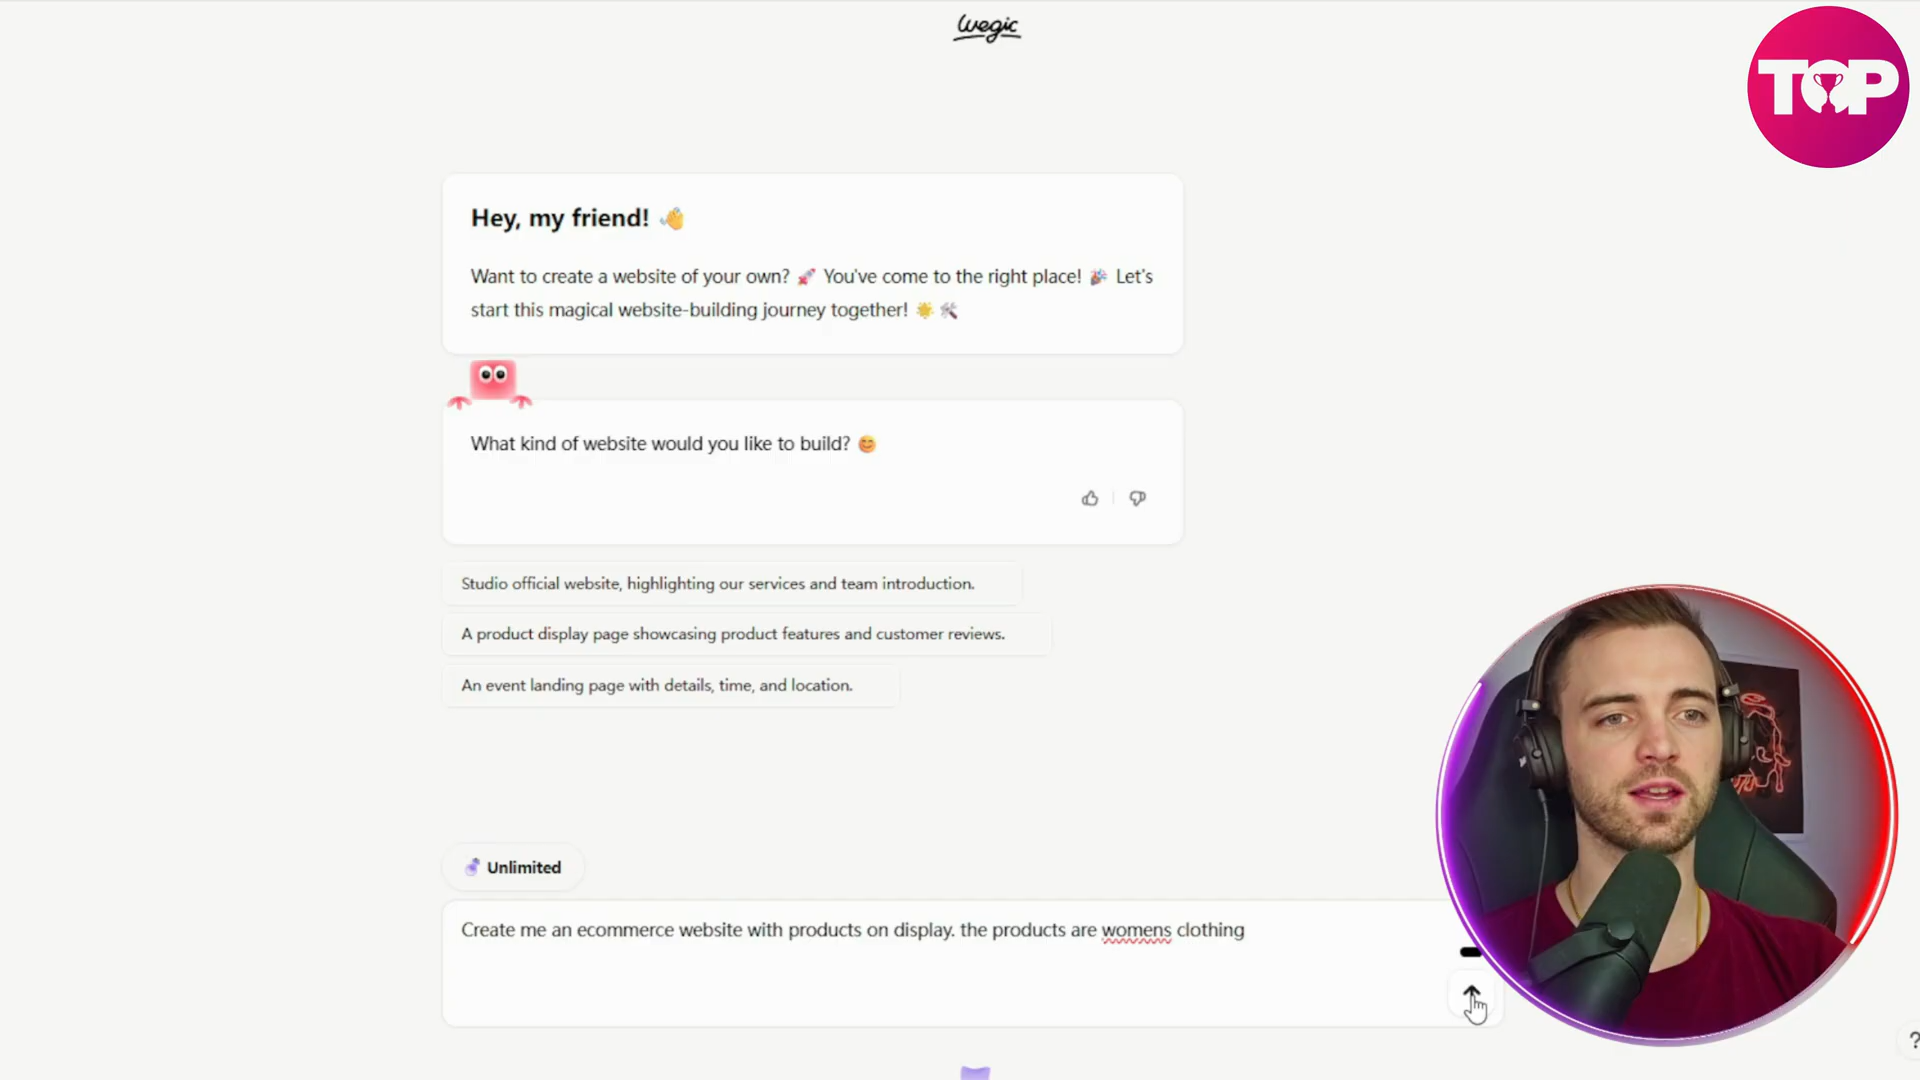 Wegic
TOP
Hey, my friend! 👋
Want to create a website of your own? 🚀 You've come to the right place! 🎉 Let's
start this magical website-building journey together! 🌟 🛠️
What kind of website would you like to build? 😊
Studio official website, highlighting our services and team introduction.
A product display page showcasing product features and customer reviews.
An event landing page with details, time, and location.
Unlimited
Create me an ecommerce website with products on display. the products are womens clothing
?